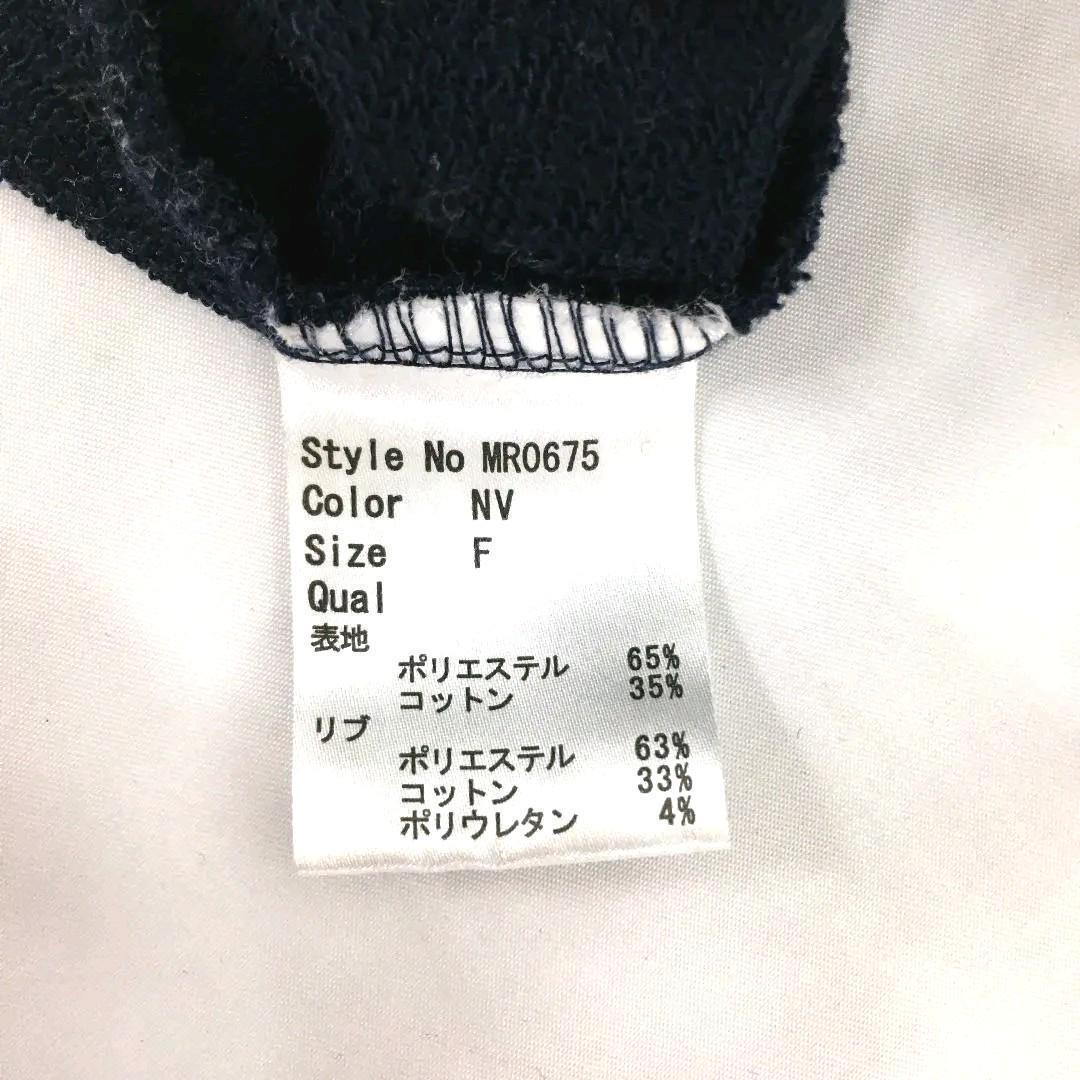 Style No MR0675
Color NV
Size F
Qual
表地
ポリエステル 65%
コットン 35%
リブ
ポリエステル 63%
コットン 33%
ポリウレタン 4%